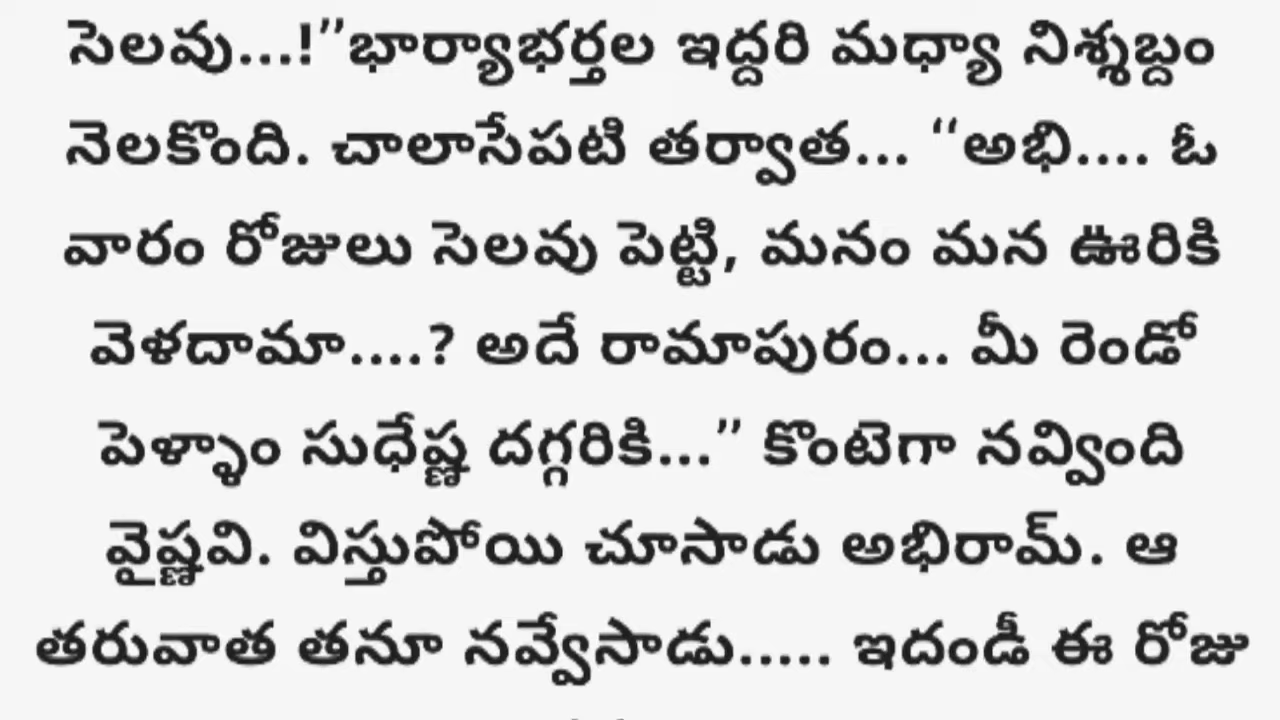 సెలవు...!”భార్యాభర్తల ఇద్దరి మధ్యా నిశ్శబ్దం
నెలకొంది. చాలాసేపటి తర్వాత... “అభి.... ఓ
వారం రోజులు సెలవు పెట్టి, మనం మన ఊరికి
వెళదామా....? అదే రామాపురం... మీ రెండో
పెళ్ళాం సుధేష్ణ దగ్గరికి...” కొంటెగా నవ్వింది
వైష్ణవి. విస్తుపోయి చూసాడు అభిరామ్. ఆ
తరువాత తనూ నవ్వేసాడు..... ఇదండీ ఈ రోజు